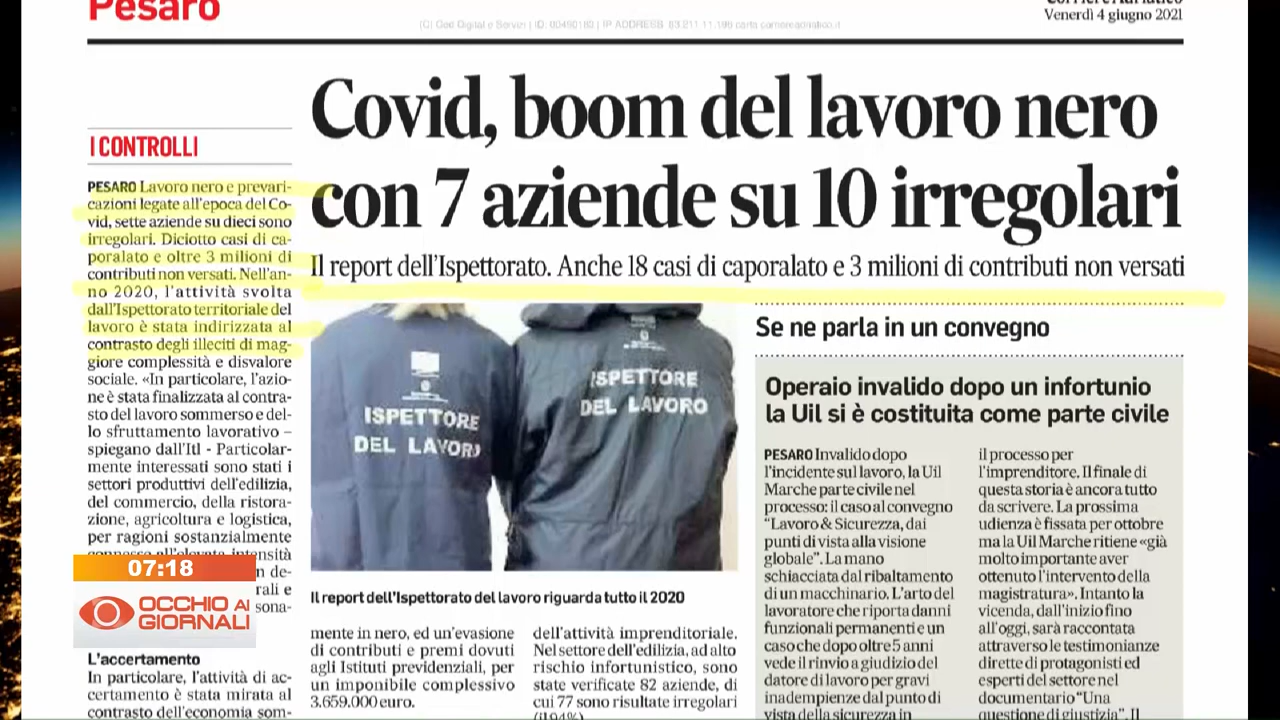 Pesaro
Venerdì 4 giugno 2021
Covid, boom del lavoro nero
con 7 aziende su 10 irregolari
Il report dell'Ispettorato. Anche 18 casi di caporalato e 3 milioni di contributi non versati
I CONTROLLI
PESARO Lavoro nero e prevari-
cazioni legate all'epoca del Co-
vid, sette aziende su dieci sono
irregolari. Diciotto casi di ca-
poralato e oltre 3 milioni di
contributi non versati. Nell'an-
no 2020, l'attività svolta
dall'Ispettorato territoriale del
lavoro è stata indirizzata al
contrasto degli illeciti di mag-
giore complessità e disvalore
sociale. «In particolare, l'azio-
ne è stata finalizzata al contra-
sto del lavoro sommerso e del-
lo sfruttamento lavorativo –
spiegano dall'Itl - Particolar-
mente interessati sono stati i
settori produttivi dell'edilizia,
del commercio, della ristora-
zione, agricoltura e logistica,
per ragioni sostanzialmente
connesse all'elevata intensità
n de-
rali e
sona-
07:18
OCCHIO AI
GIORNALI
L'accertamento
In particolare, l'attività di ac-
certamento è stata mirata al
contrasto dell'economia som-
ISPETTORE
DEL LAVORO
ISPETTORE
DEL LAVORO
Il report dell'Ispettorato del lavoro riguarda tutto il 2020
mente in nero, ed un'evasione
di contributi e premi dovuti
agli Istituti previdenziali, per
un imponibile complessivo
3.659.000 euro.
dell'attività imprenditoriale.
Nel settore dell'edilizia, ad alto
rischio infortunistico, sono
state verificate 82 aziende, di
cui 77 sono risultate irregolari
(il 94%)
Se ne parla in un convegno
Operaio invalido dopo un infortunio
la Uil si è costituita come parte civile
PESARO Invalido dopo
l'incidente sul lavoro, la Uil
Marche parte civile nel
processo: il caso al convegno
"Lavoro & Sicurezza, dai
punti di vista alla visione
globale". La mano
schiacciata dal ribaltamento
di un macchinario. L'arto del
lavoratore che riporta danni
funzionali permanenti e un
caso che dopo oltre 5 anni
vede il rinvio a giudizio del
datore di lavoro per gravi
inadempienze dal punto di
vista della sicurezza in
il processo per
l'imprenditore. Il finale di
questa storia è ancora tutto
da scrivere. La prossima
udienza è fissata per ottobre
ma la Uil Marche ritiene «già
molto importante aver
ottenuto l'intervento della
magistratura». Intanto la
vicenda, dall'inizio fino
all'oggi, sarà raccontata
attraverso le testimonianze
dirette di protagonisti ed
esperti del settore nel
documentario "Una
questione di giustizia". Il